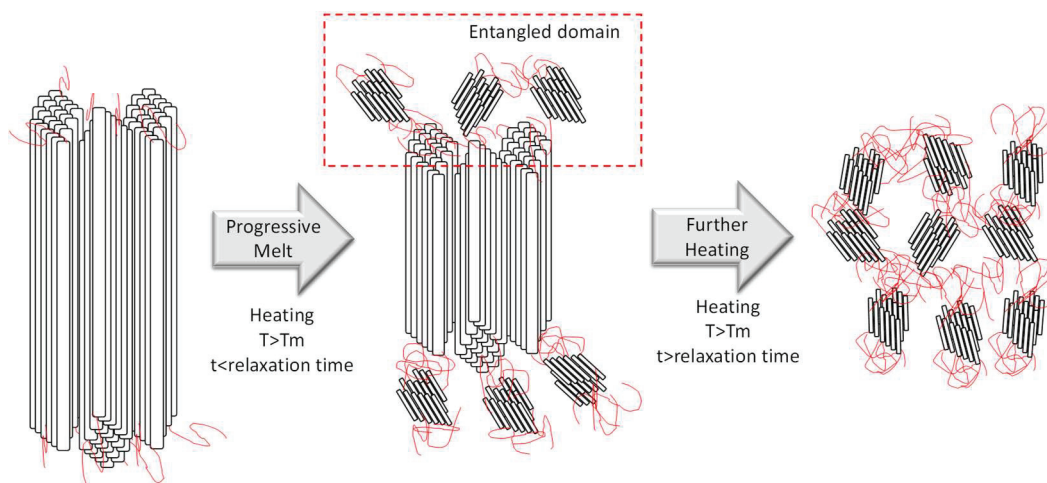 Entangled domain
Progressive
Melt
Heating
T>Tm
t<relaxation time
Further
Heating
Heating
T>Tm
t>relaxation time